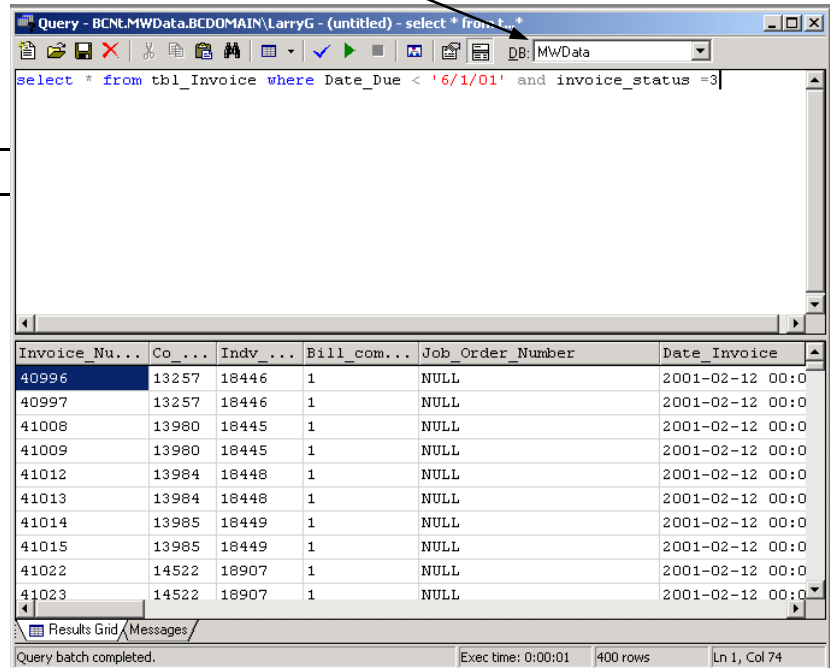 Query - BCNt.MWData.BCDOMAIN\LarryG - (untitled) - select * from t...*
DB: MWData
select * from tbl_Invoice where Date_Due < '6/1/01' and invoice_status =3
Invoice_Nu... Co_... Indv_... Bill_com... Job_Order_Number Date_Invoice
40996 13257 18446 1 NULL 2001-02-12 00:0
40997 13257 18446 1 NULL 2001-02-12 00:0
41008 13980 18445 1 NULL 2001-02-12 00:0
41009 13980 18445 1 NULL 2001-02-12 00:0
41012 13984 18448 1 NULL 2001-02-12 00:0
41013 13984 18448 1 NULL 2001-02-12 00:0
41014 13985 18449 1 NULL 2001-02-12 00:0
41015 13985 18449 1 NULL 2001-02-12 00:0
41022 14522 18907 1 NULL 2001-02-12 00:0
41023 14522 18907 1 NULL 2001-02-12 00:0
Results Grid Messages
Query batch completed. Exec time: 0:00:01 400 rows Ln 1, Col 74